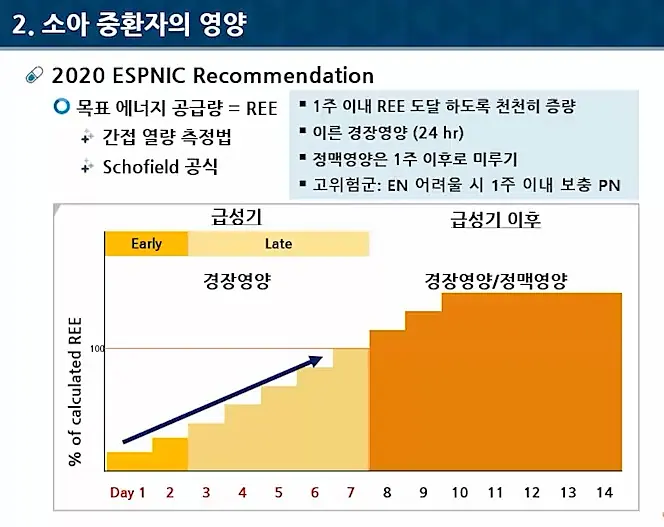 2. 소아 중환자의 영양
2020 ESPNIC Recommendation
목표 에너지 공급량 = REE
간접 열량 측정법
Schofield 공식
▪ 1주 이내 REE 도달 하도록 천천히 증량
▪ 이른 경장영양 (24 hr)
▪ 정맥영양은 1주 이후로 미루기
▪ 고위험군: EN 어려울 시 1주 이내 보충 PN
급성기
급성기 이후
Early
Late
경장영양
경장영양/정맥영양
% of calculated REE
100
Day 1 2 3 4 5 6 7 8 9 10 11 12 13 14